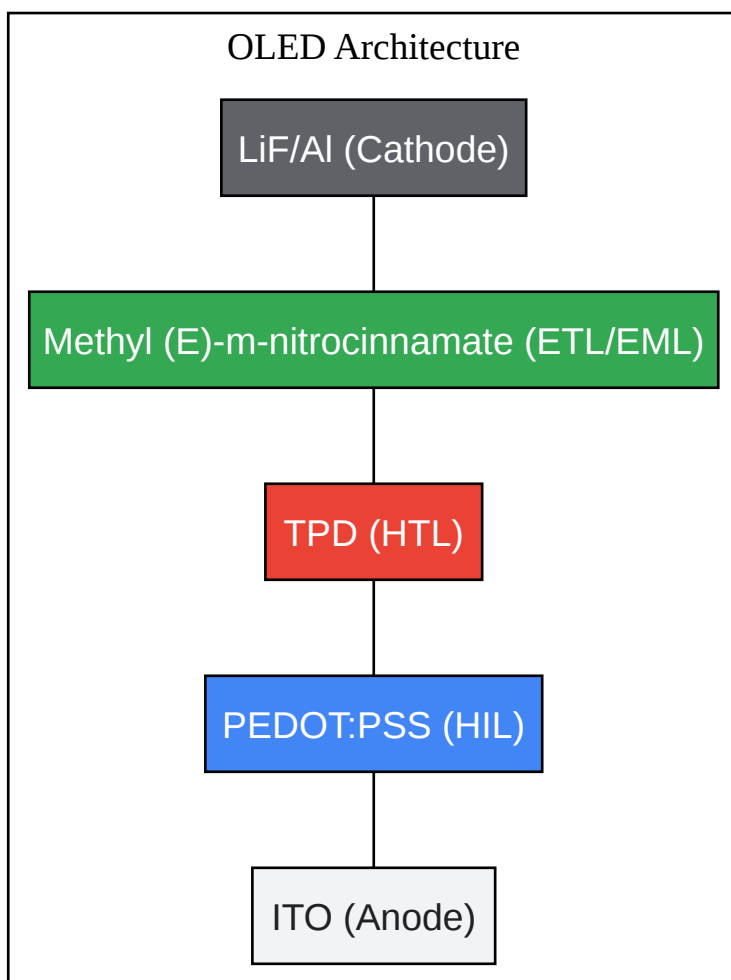 OLED Architecture
LiF/Al (Cathode)
Methyl (E)-m-nitrocinnamate (ETL/EML)
TPD (HTL)
PEDOT:PSS (HIL)
ITO (Anode)